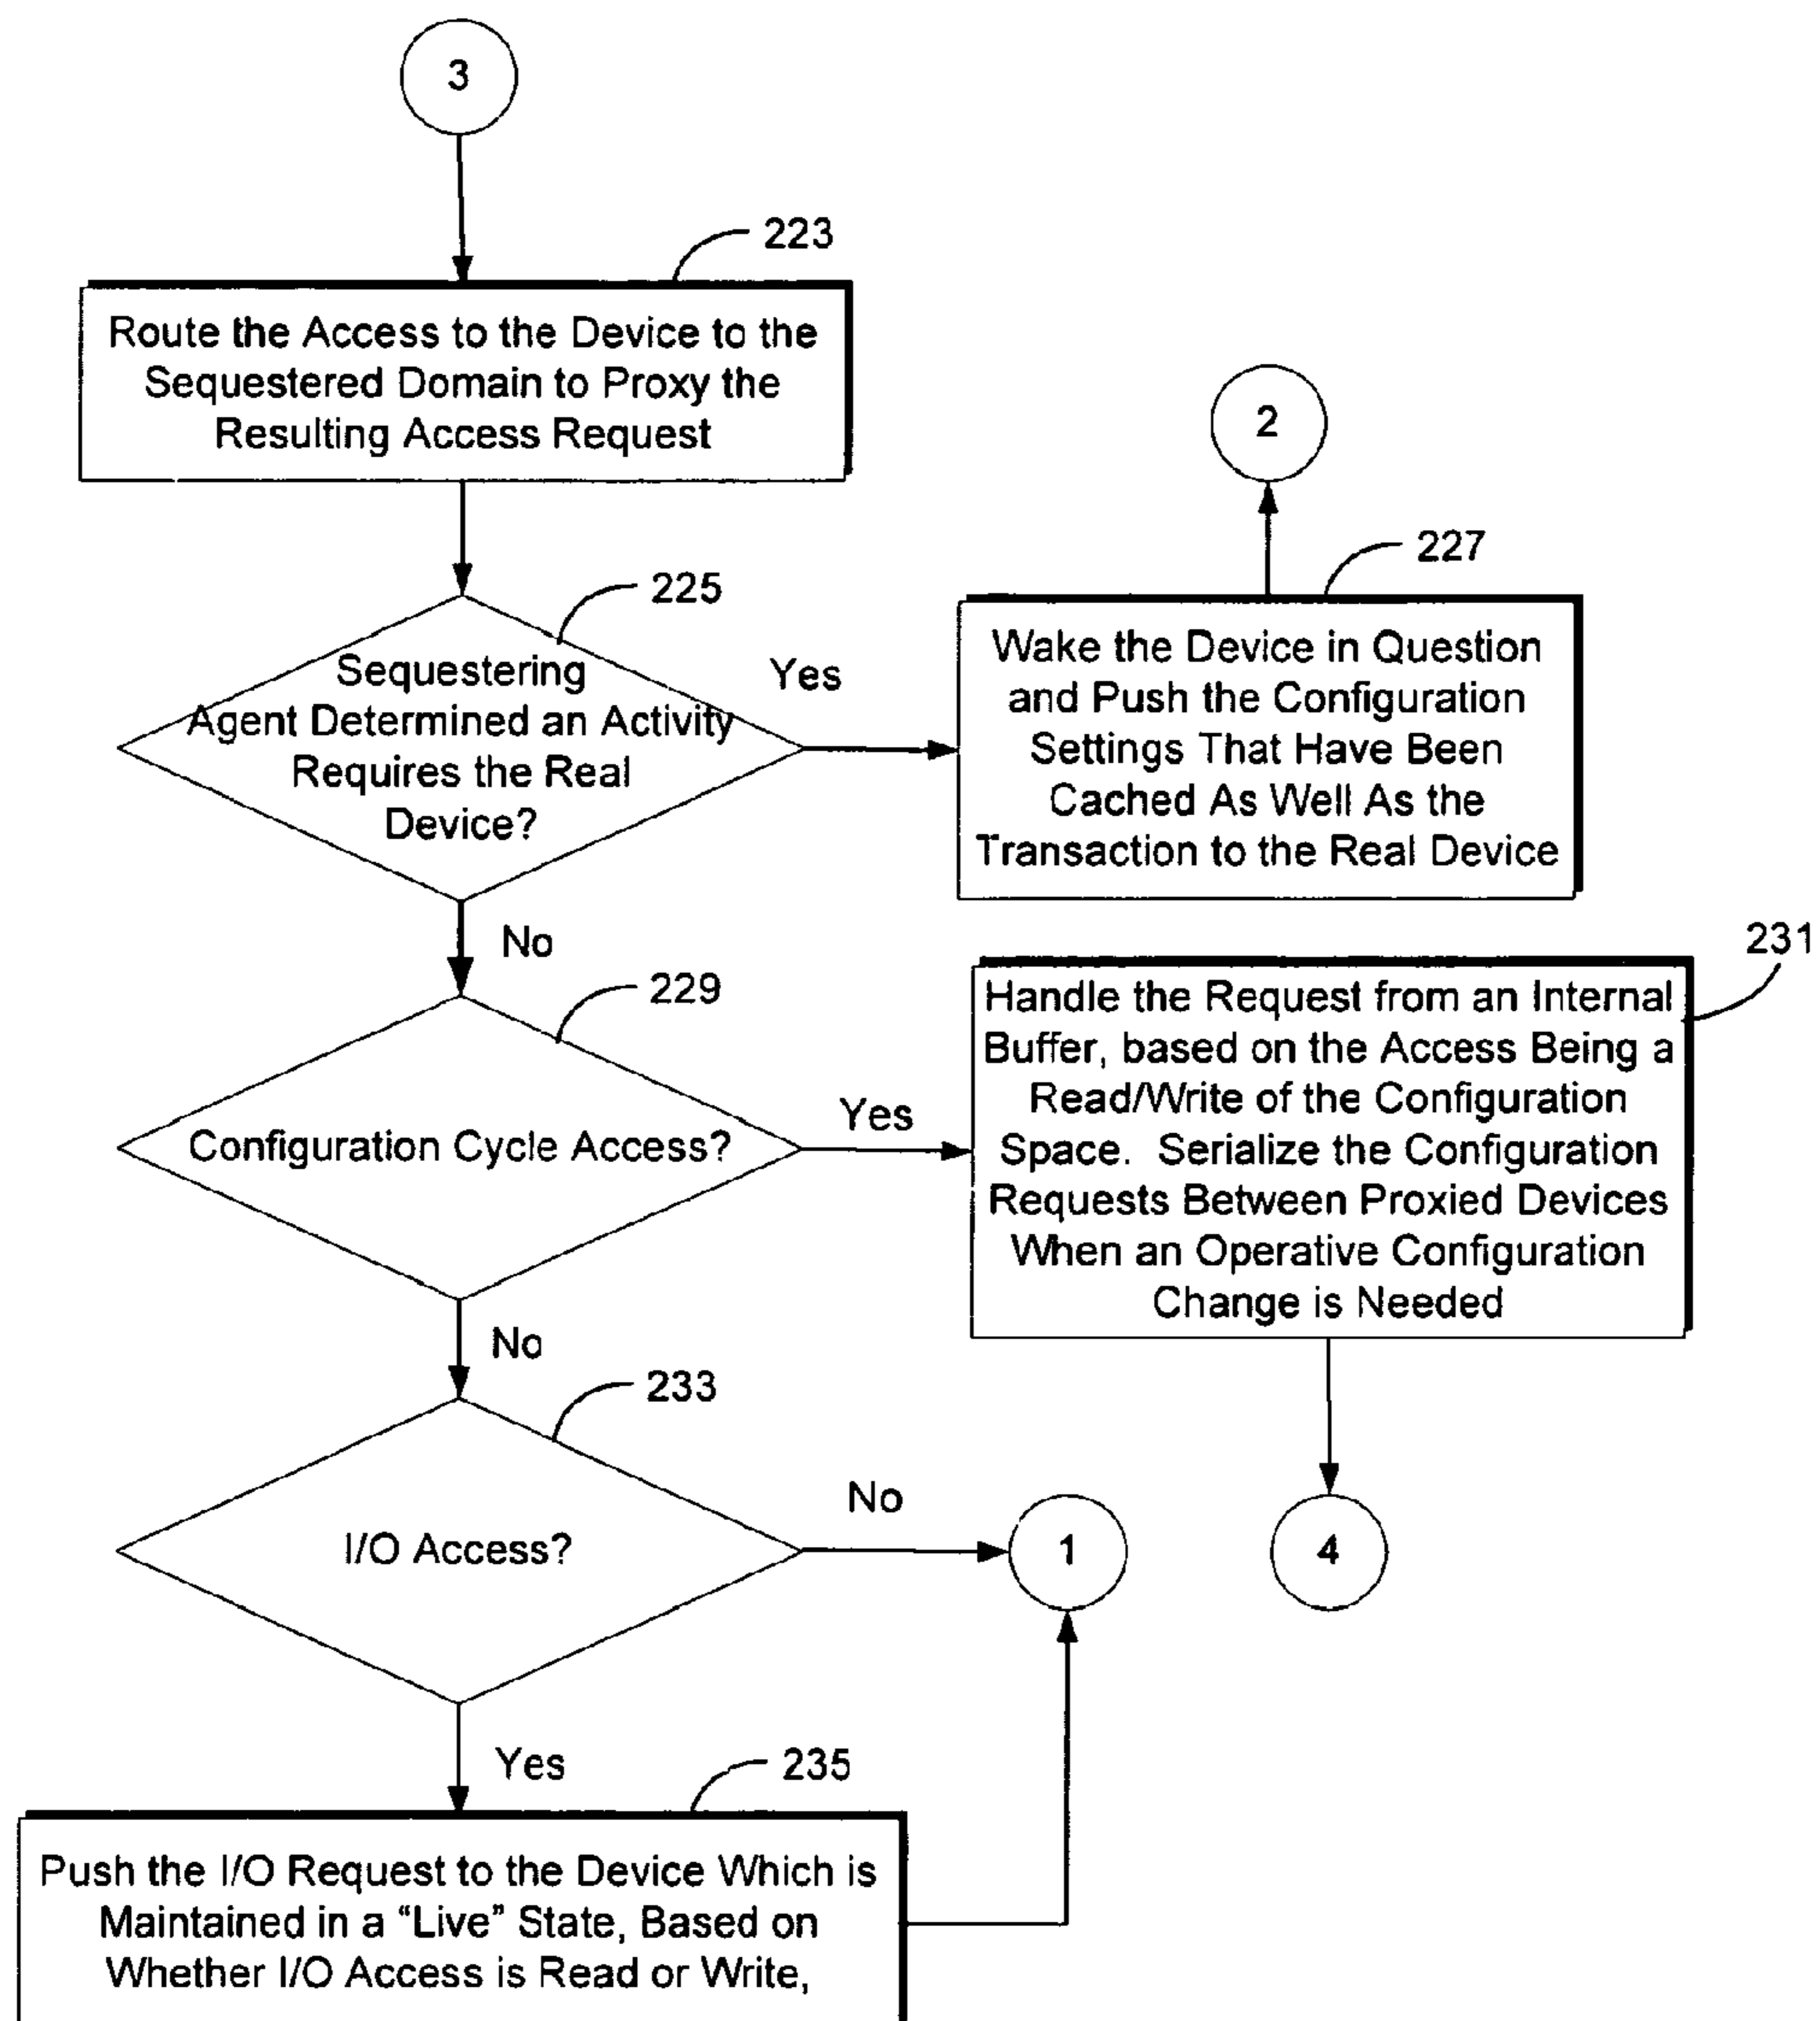 3
223
Route the Access to the Device to the
Sequestered Domain to Proxy the
Resulting Access Request
2
227
225
Sequestering
Agent Determined an Activity
Requires the Real
Device?
Yes
Wake the Device in Question
and Push the Configuration
Settings That Have Been
Cached As Well As the
Transaction to the Real Device
No
231
229
Handle the Request from an Internal
Buffer, based on the Access Being a
Read/Write of the Configuration
Space. Serialize the Configuration
Requests Between Proxied Devices
When an Operative Configuration
Change is Needed
Configuration Cycle Access?
Yes
No
233
I/O Access?
No
1
4
Yes
235
Push the I/O Request to the Device Which is
Maintained in a “Live” State, Based on
Whether I/O Access is Read or Write,